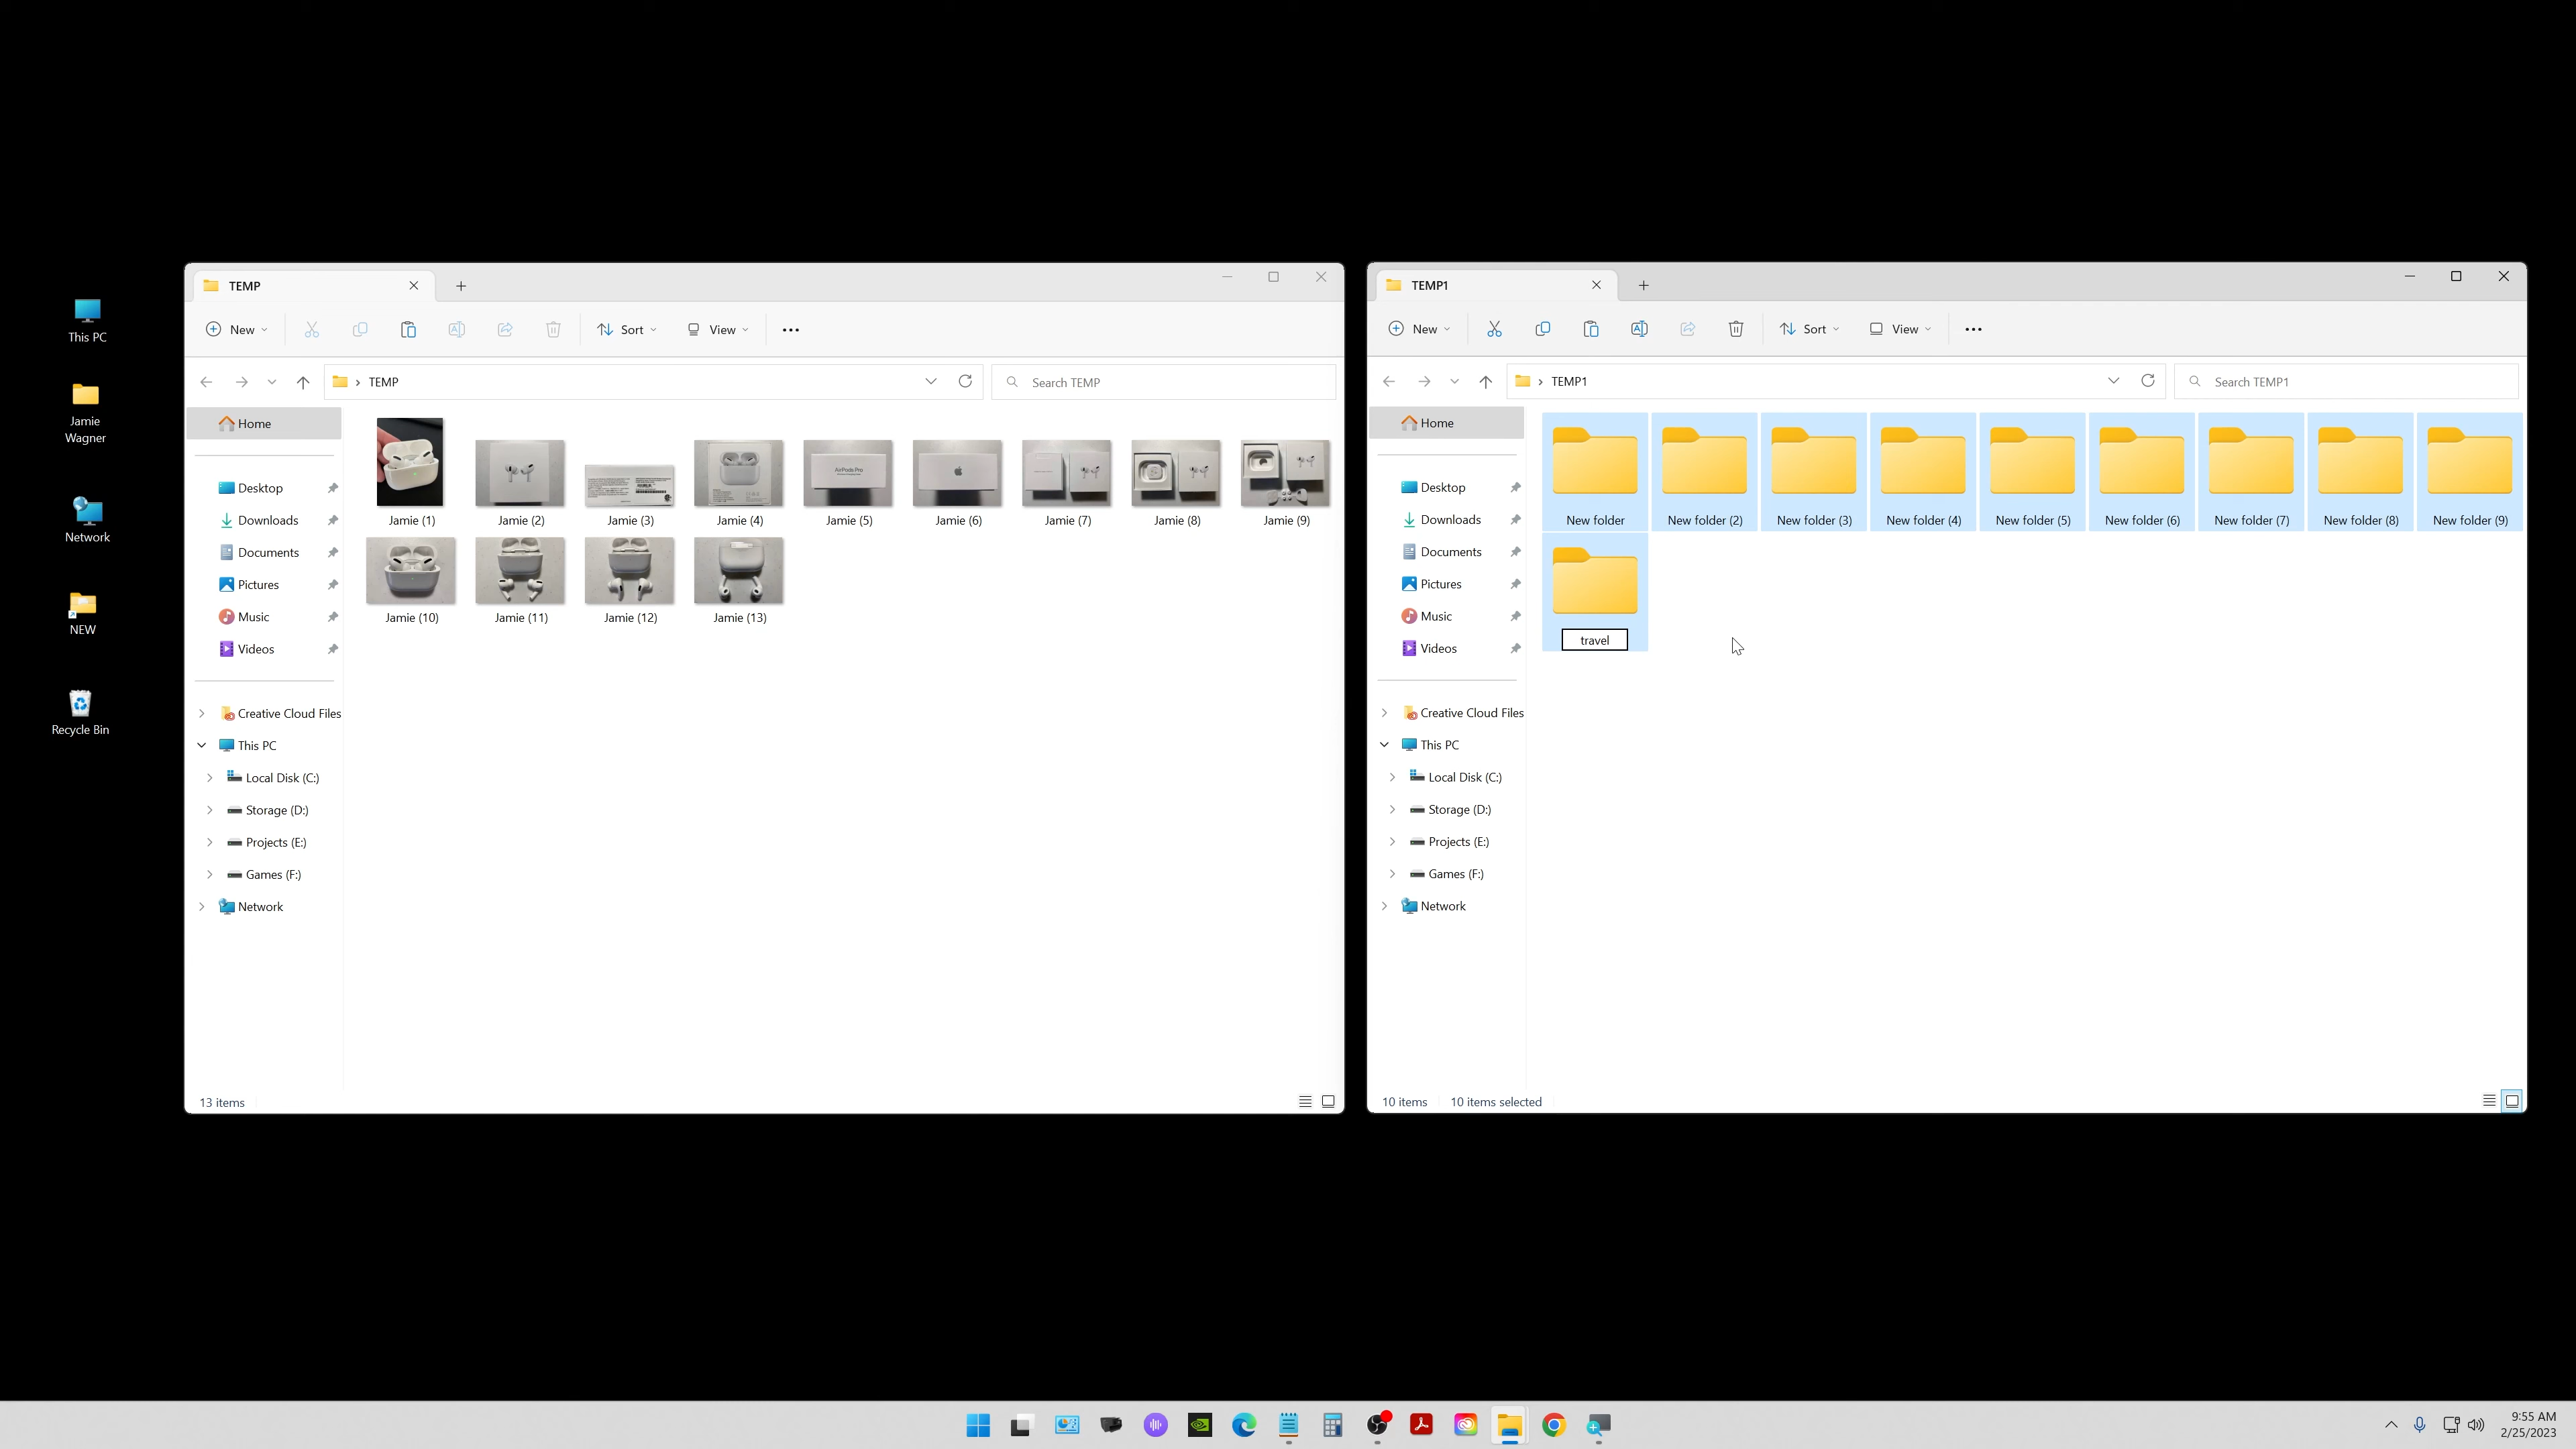 This PC
Jamie
Wagner
Network
NEW
Recycle Bin
TEMP
New
Sort
View
TEMP
Search TEMP
Home
Desktop
Downloads
Documents
Pictures
Music
Videos
Creative Cloud Files
This PC
Local Disk (C:)
Storage (D:)
Projects (E:)
Games (F:)
Network
Jamie (1)
Jamie (2)
Jamie (3)
Jamie (4)
AirPods Pro
Jamie (5)
Jamie (6)
Jamie (7)
Jamie (8)
Jamie (9)
Jamie (10)
Jamie (11)
Jamie (12)
Jamie (13)
13 items
TEMP1
New
Sort
View
TEMP1
Search TEMP1
Home
Desktop
Downloads
Documents
Pictures
Music
Videos
Creative Cloud Files
This PC
Local Disk (C:)
Storage (D:)
Projects (E:)
Games (F:)
Network
New folder
New folder (2)
New folder (3)
New folder (4)
New folder (5)
New folder (6)
New folder (7)
New folder (8)
New folder (9)
travel
10 items
10 items selected
9:55 AM
2/25/2023